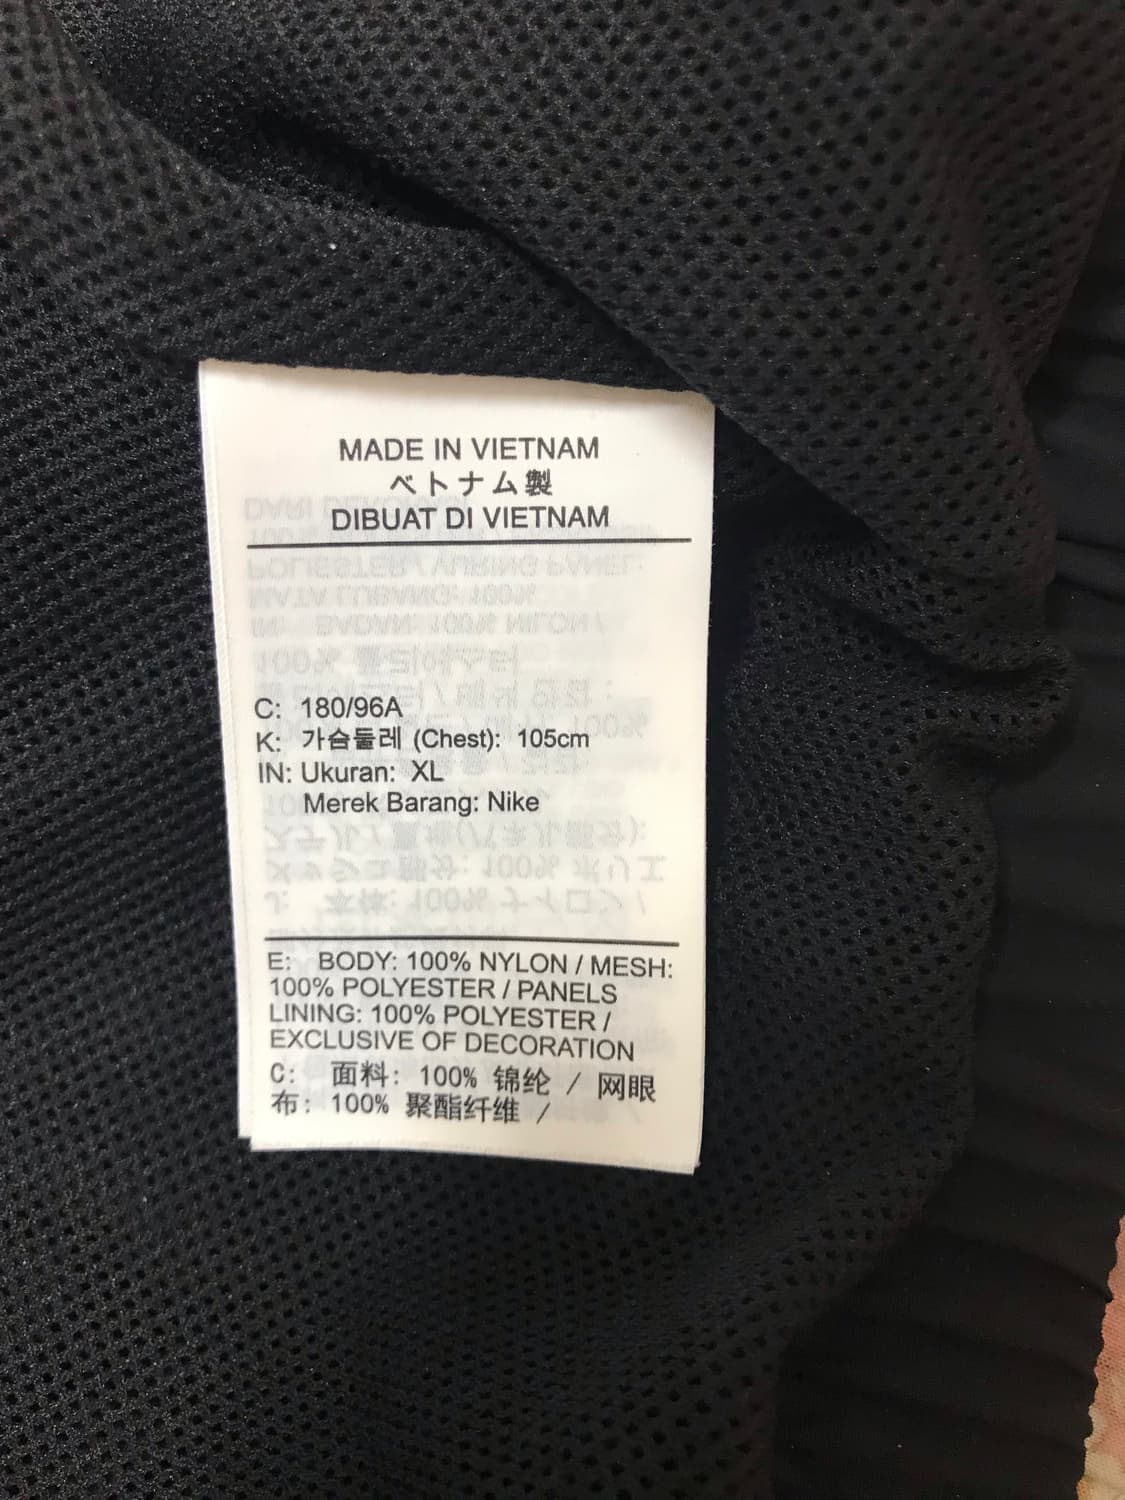 MADE IN VIETNAM
ベトナム製
DIBUAT DI VIETNAM
C: 180/96A
K: 가슴둘레 (Chest): 105cm
IN: Ukuran: XL
Merek Barang: Nike
E: BODY: 100% NYLON / MESH:
100% POLYESTER / PANELS
LINING: 100% POLYESTER /
EXCLUSIVE OF DECORATION
C: 面料: 100% 锦纶 / 网眼
布: 100% 聚酯纤维 /